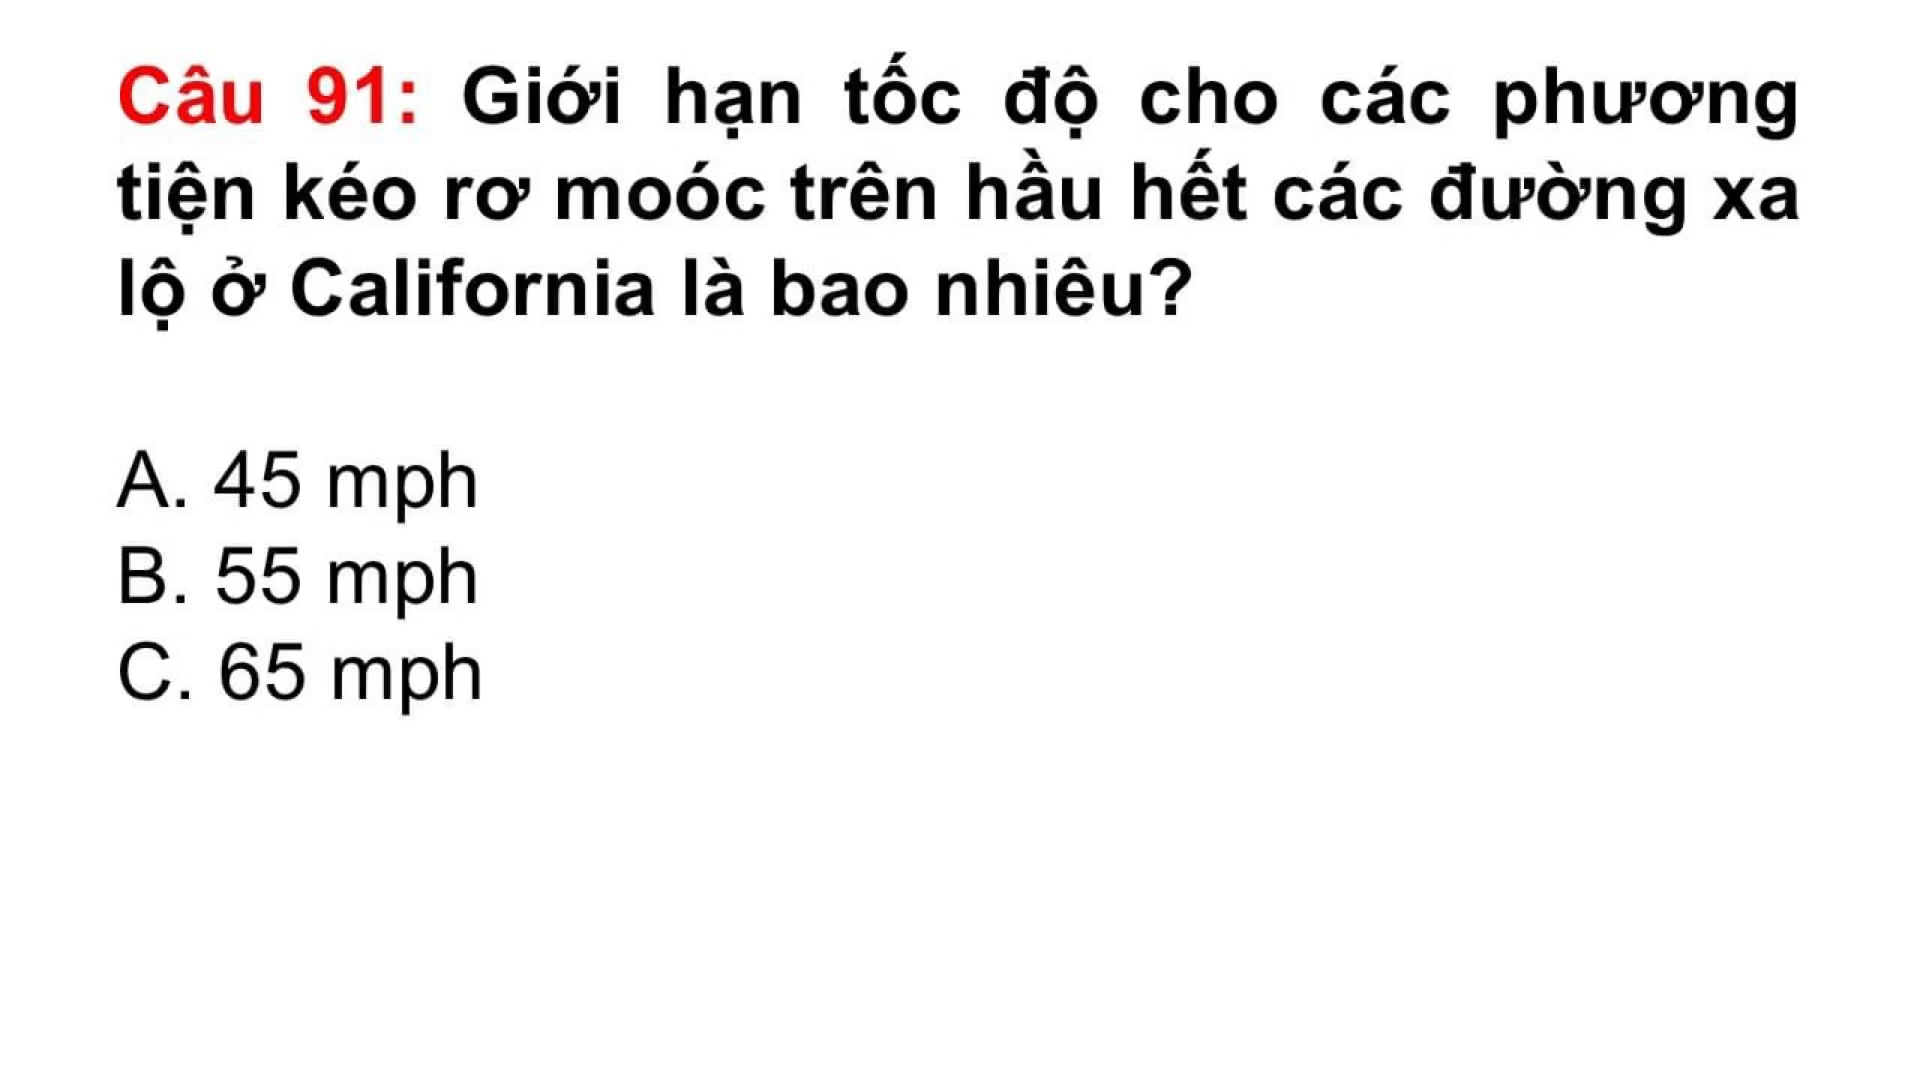 Câu 91: Giới hạn tốc độ cho các phương
tiện kéo rơ moóc trên hầu hết các đường xa
lộ ở California là bao nhiêu?
A. 45 mph
B. 55 mph
C. 65 mph